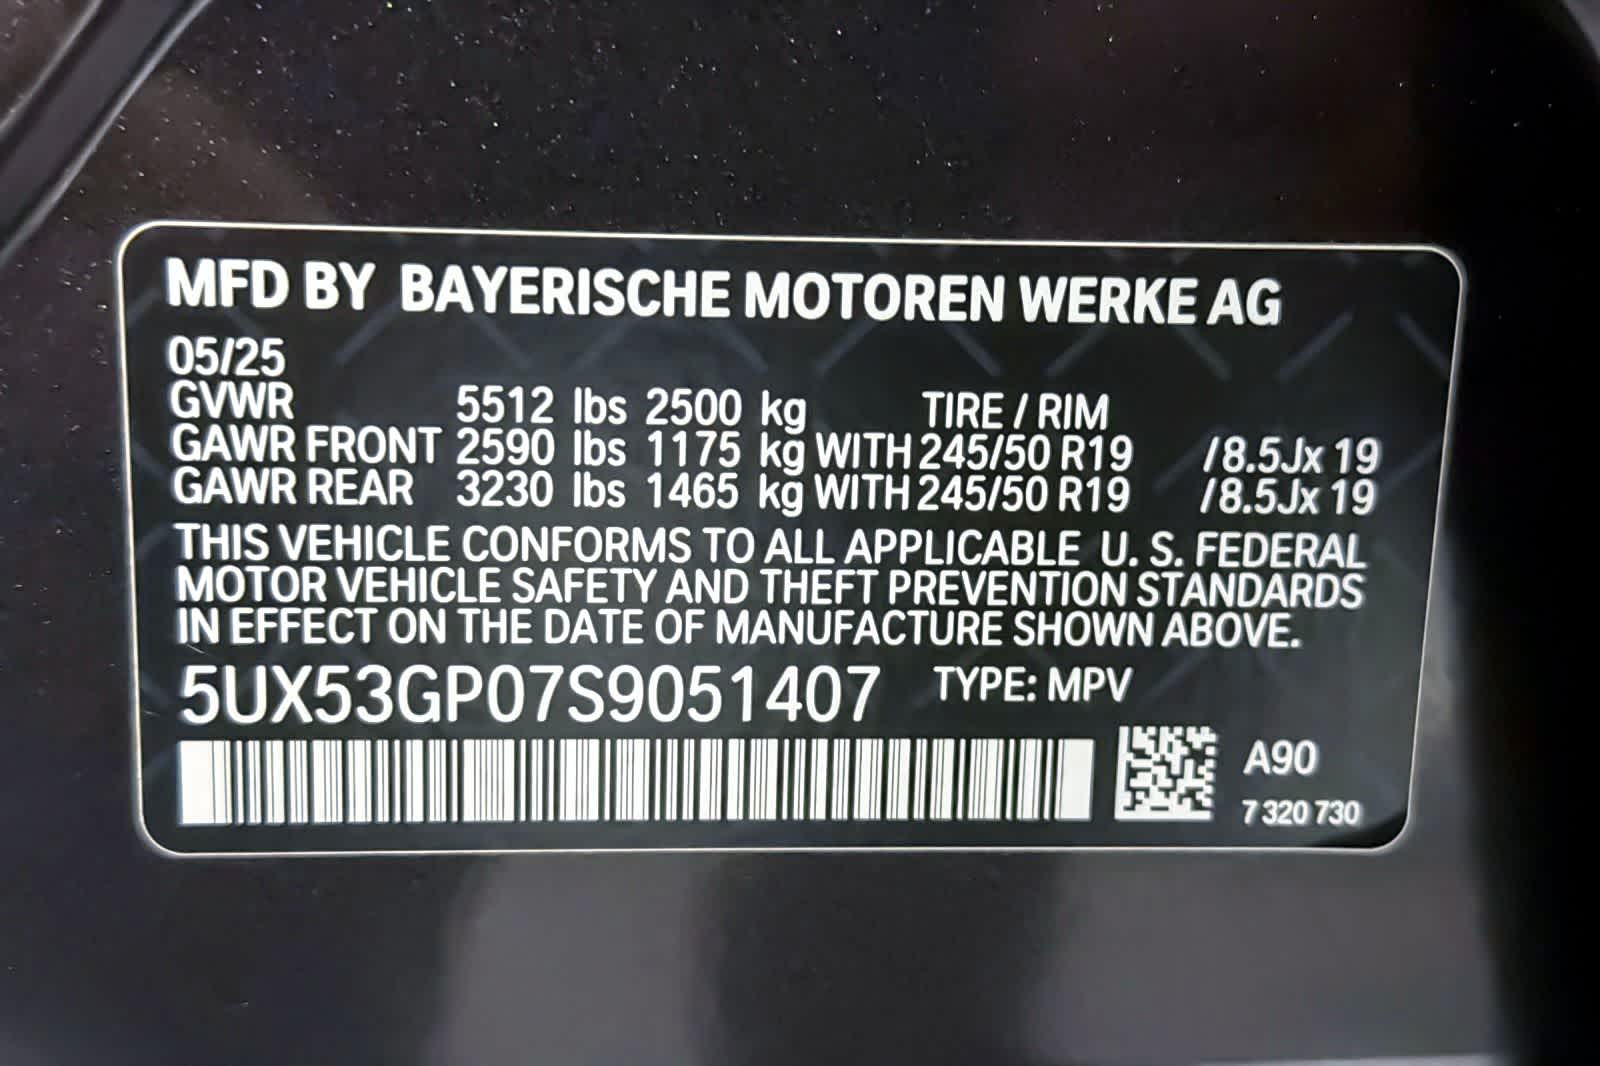 MFD BY BAYERISCHE MOTOREN WERKE AG
05/25
GVWR 5512 lbs 2500 kg TIRE / RIM
GAWR FRONT 2590 lbs 1175 kg WITH 245/50 R19 /8.5Jx 19
GAWR REAR 3230 lbs 1465 kg WITH 245/50 R19 /8.5Jx 19
THIS VEHICLE CONFORMS TO ALL APPLICABLE U. S. FEDERAL
MOTOR VEHICLE SAFETY AND THEFT PREVENTION STANDARDS
IN EFFECT ON THE DATE OF MANUFACTURE SHOWN ABOVE.
5UX53GP07S9051407 TYPE: MPV
A90
7 320 730